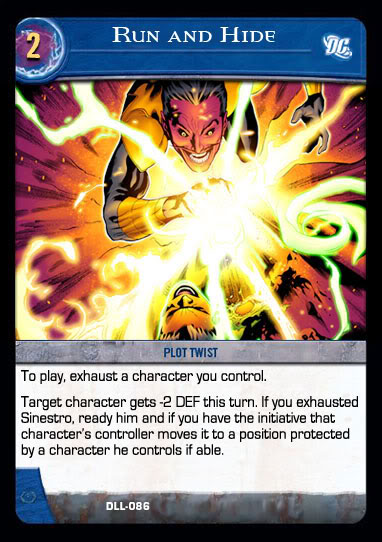 2
Run and Hide
DC
PLOT TWIST
To play, exhaust a character you control.
Target character gets -2 DEF this turn. If you exhausted
Sinestro, ready him and if you have the initiative that
character's controller moves it to a position protected
by a character he controls if able.
DLL-086